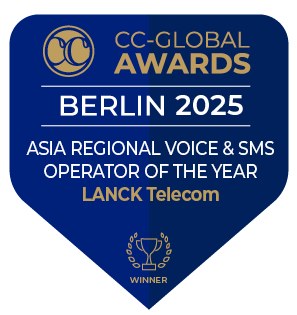 CC-GLOBAL
AWARDS
BERLIN 2025
ASIA REGIONAL VOICE & SMS
OPERATOR OF THE YEAR
LANCK Telecom
WINNER